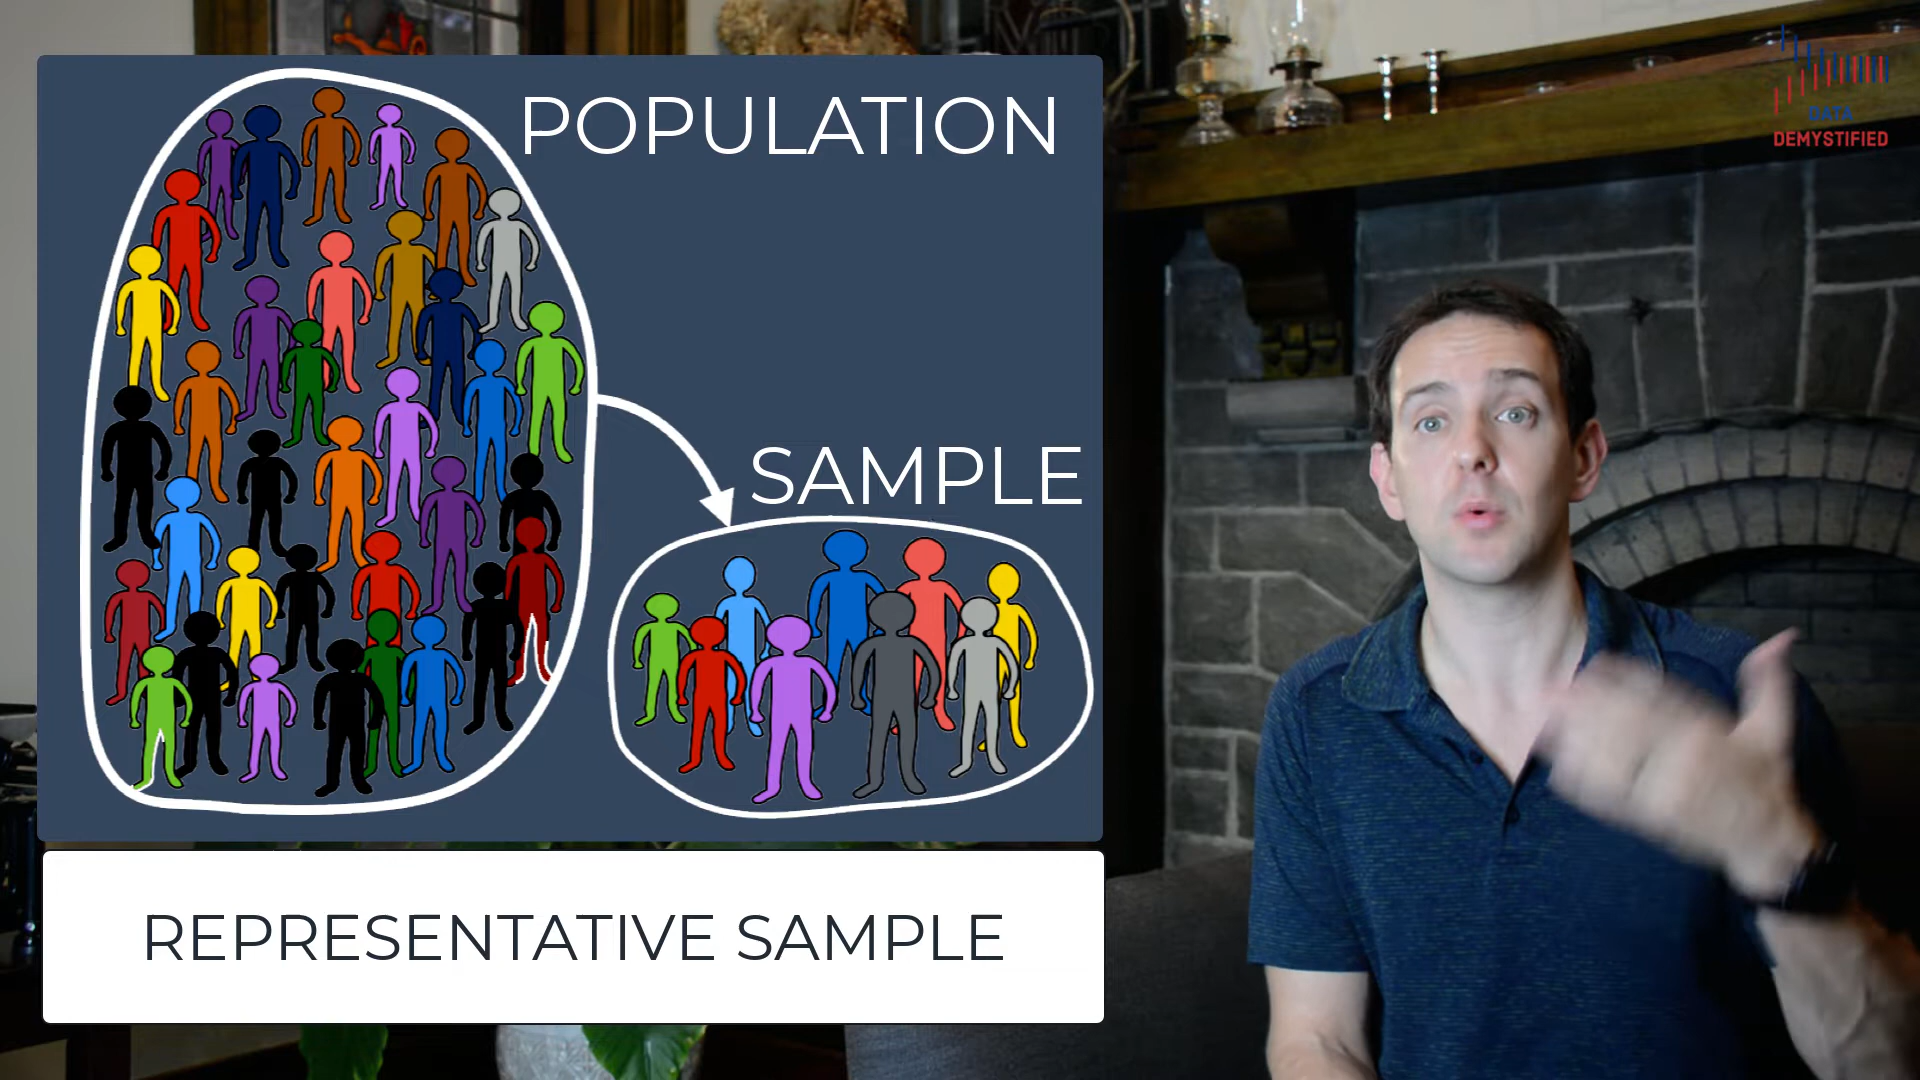 POPULATION
SAMPLE
REPRESENTATIVE SAMPLE
DATA
DEMYSTIFIED